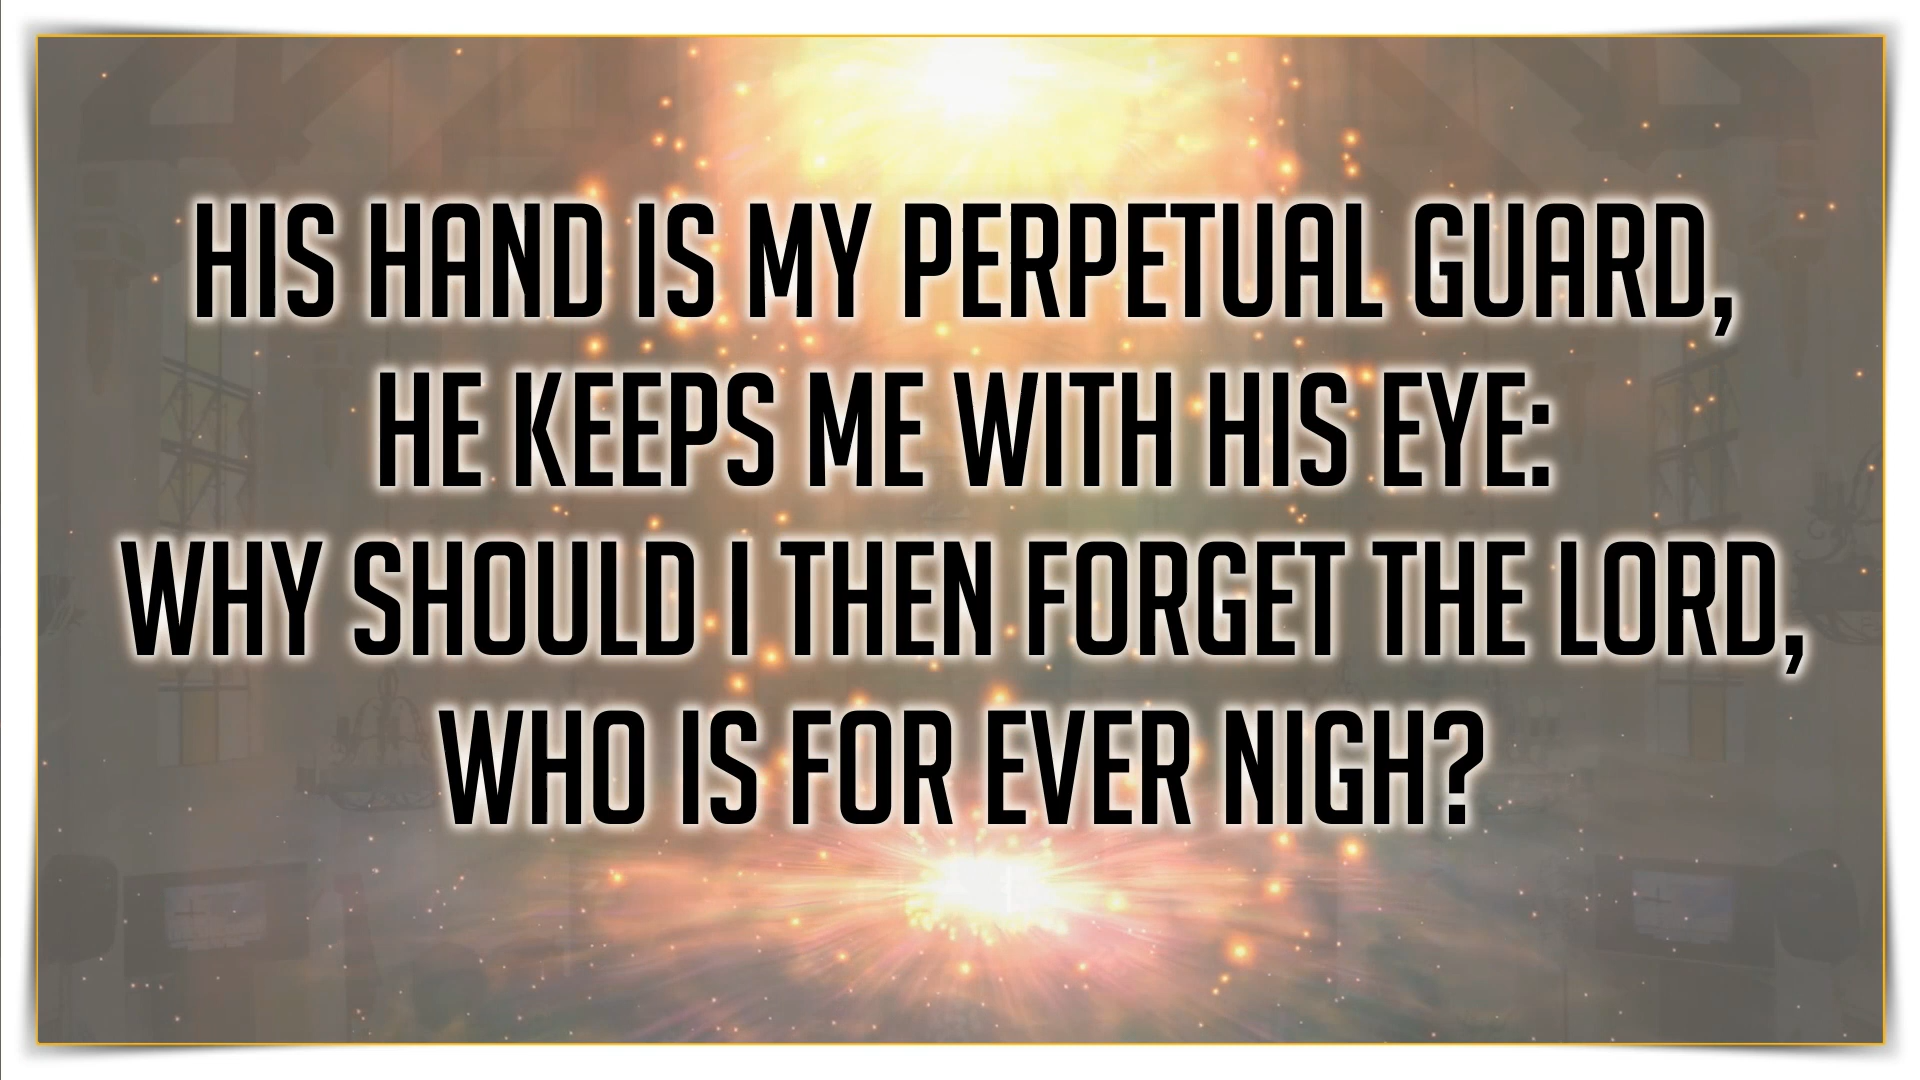 HIS HAND IS MY PERPETUAL GUARD,
HE KEEPS ME WITH HIS EYE:
WHY SHOULD I THEN FORGET THE LORD,
WHO IS FOR EVER NIGH?